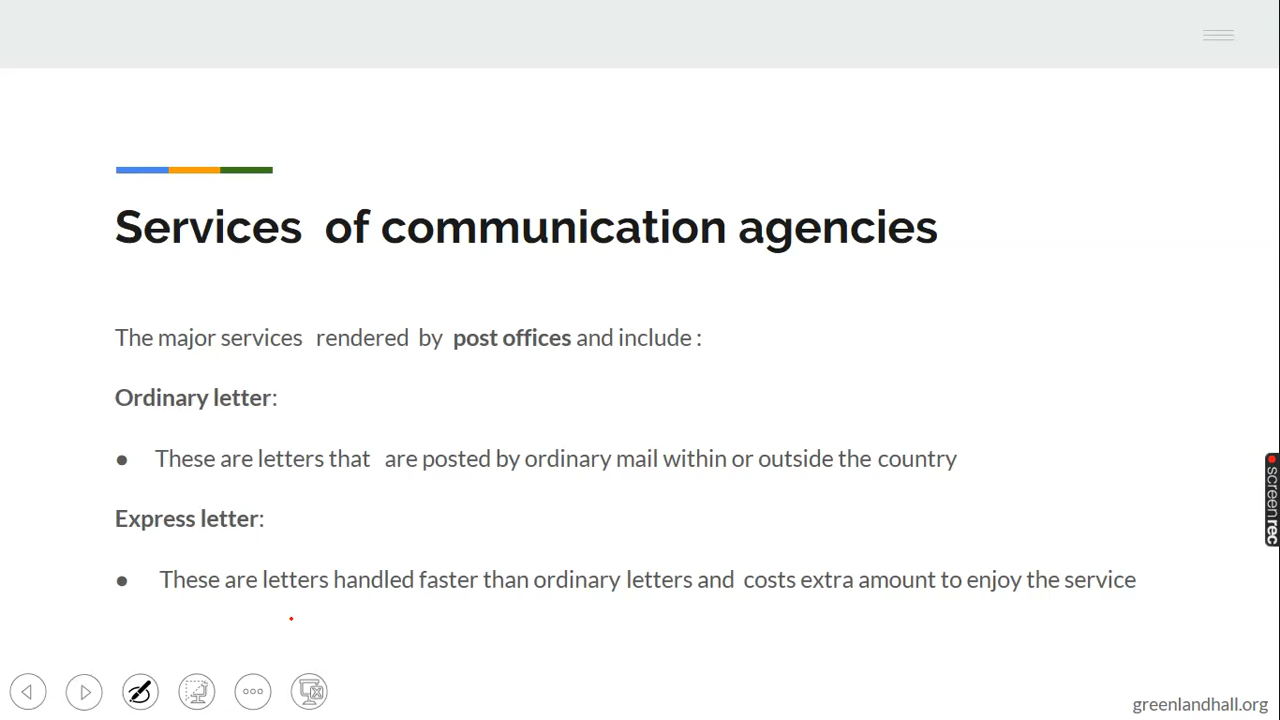 Services of communication agencies
The major services rendered by post offices and include :
Ordinary letter:
● These are letters that are posted by ordinary mail within or outside the country
Express letter:
● These are letters handled faster than ordinary letters and costs extra amount to enjoy the service
screenrec
greenlandhall.org